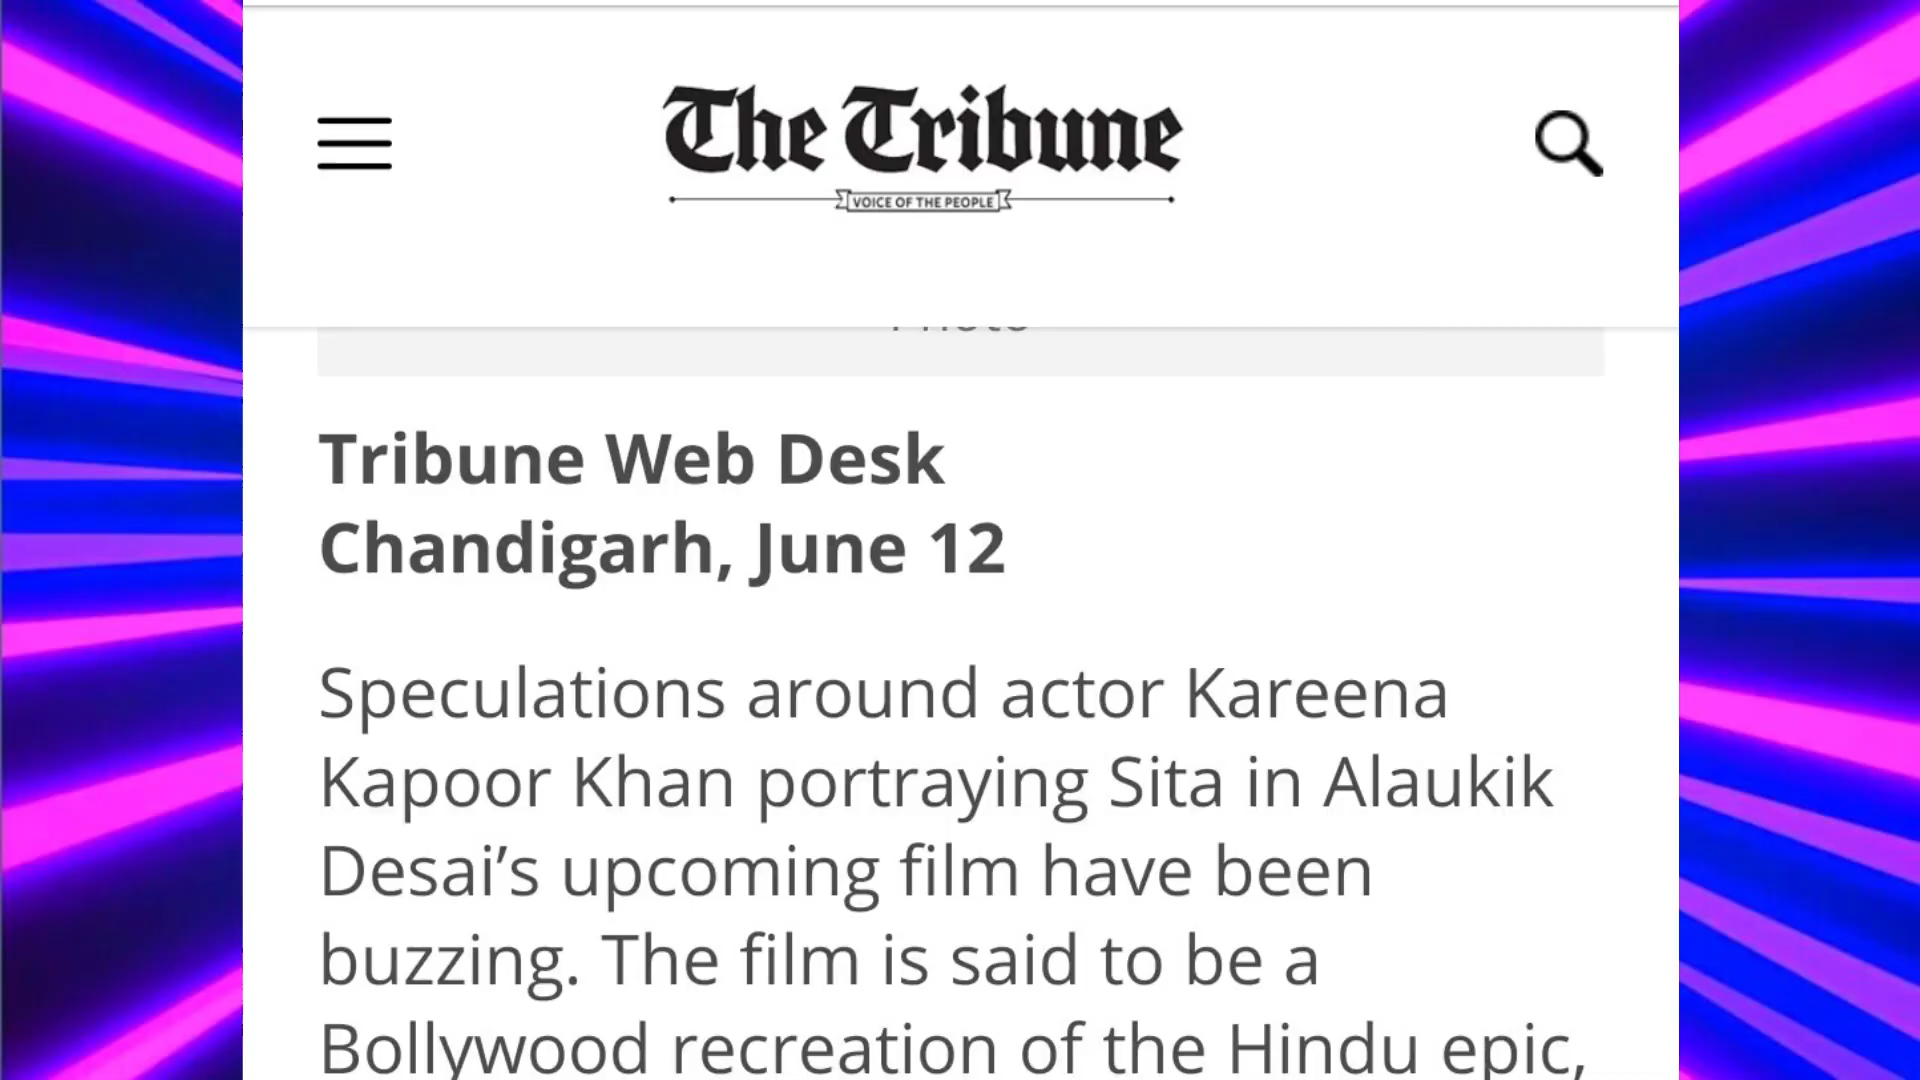 The Tribune
VOICE OF THE PEOPLE
Photo
Tribune Web Desk
Chandigarh, June 12
Speculations around actor Kareena
Kapoor Khan portraying Sita in Alaukik
Desai’s upcoming film have been
buzzing. The film is said to be a
Bollywood recreation of the Hindu epic,